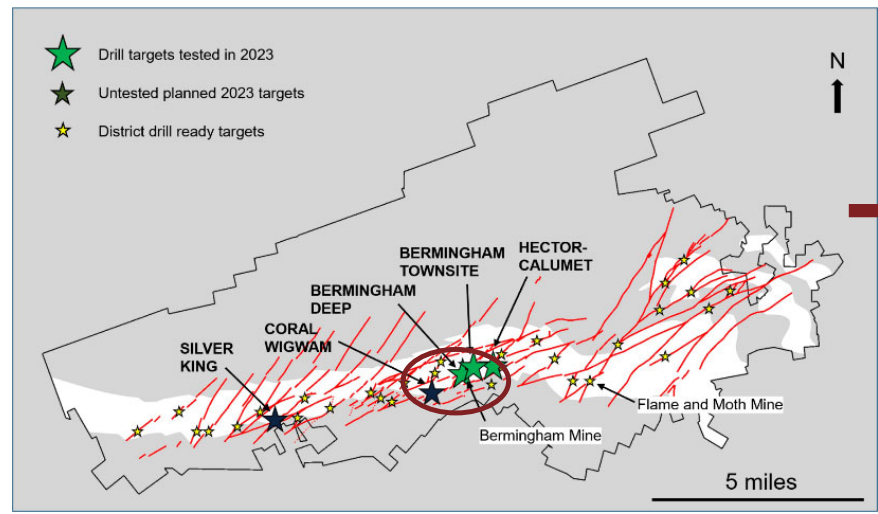 Drill targets tested in 2023
Untested planned 2023 targets
District drill ready targets
N
HECTOR-
CALUMET
BERMINGHAM
TOWNSITE
BERMINGHAM
DEEP
CORAL
WIGWAM
SILVER
KING
Flame and Moth Mine
Bermingham Mine
5 miles